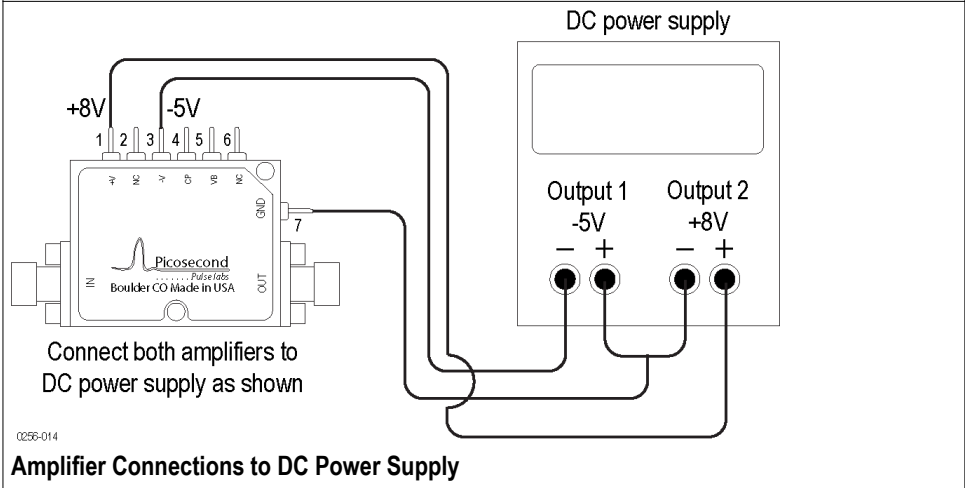 DC power supply
+8V
-5V
1 2 3 4 5 6
+V NC -V CP VB NC
GND
7
Output 1
Output 2
-5V
+8V
− + − +
IN
OUT
Picosecond
.......Pulse labs
Boulder CO Made in USA
Connect both amplifiers to
DC power supply as shown
0256-014
Amplifier Connections to DC Power Supply